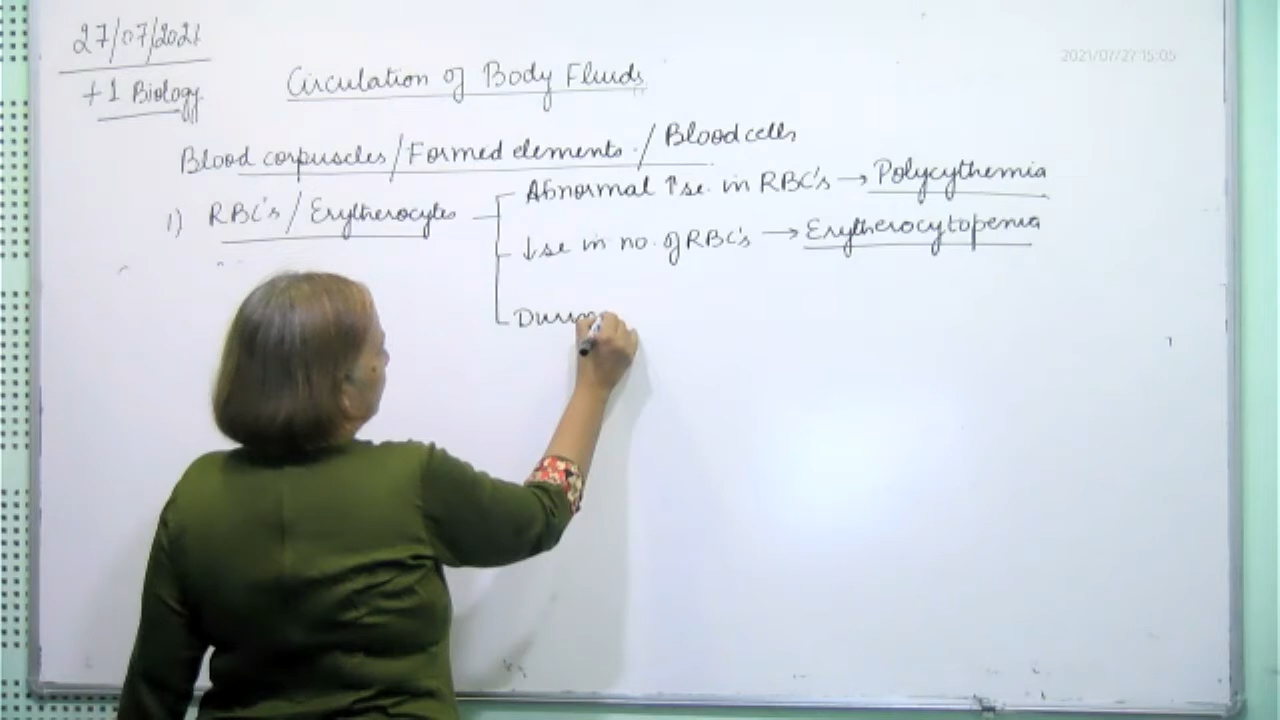 27/07/2021
2021/07/27 15:05
+1 Biology
Circulation of Body Fluids
Blood corpuscles/Formed elements./Blood cells
1) RBC's/Erytherocytes
Abnormal ↑se. in RBC's → Polycythemia
↓se in no. of RBC's → Erytherocytopenia
During